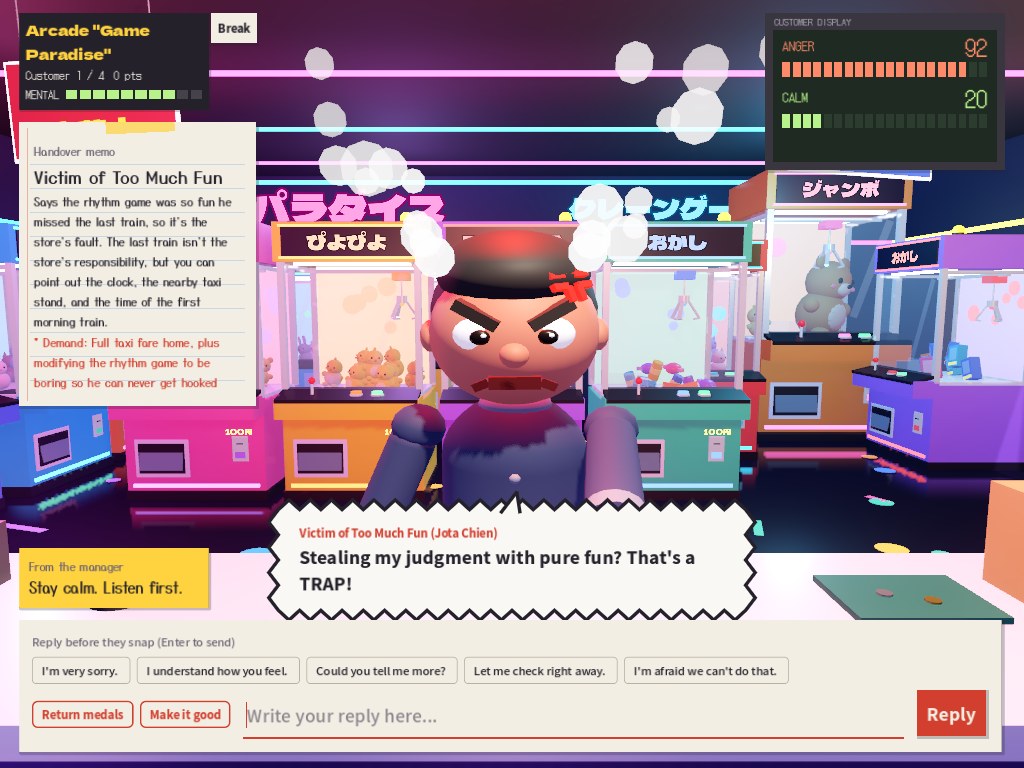 Arcade "Game
Paradise"
Customer 1 / 4 0 pts
MENTAL
Break
CUSTOMER DISPLAY
ANGER 92
CALM 20
Handover memo
Victim of Too Much Fun
Says the rhythm game was so fun he
missed the last train, so it's the
store's fault. The last train isn't the
store's responsibility, but you can
point out the clock, the nearby taxi
stand, and the time of the first
morning train.
* Demand: Full taxi fare home, plus
modifying the rhythm game to be
boring so he can never get hooked
パラダイス
クレーンゲー
ジャンボ
ぴよぴよ
おかし
おかし
100円
100円
From the manager
Stay calm. Listen first.
Victim of Too Much Fun (Jota Chien)
Stealing my judgment with pure fun? That's a
TRAP!
Reply before they snap (Enter to send)
I'm very sorry.
I understand how you feel.
Could you tell me more?
Let me check right away.
I'm afraid we can't do that.
Return medals
Make it good
Write your reply here...
Reply